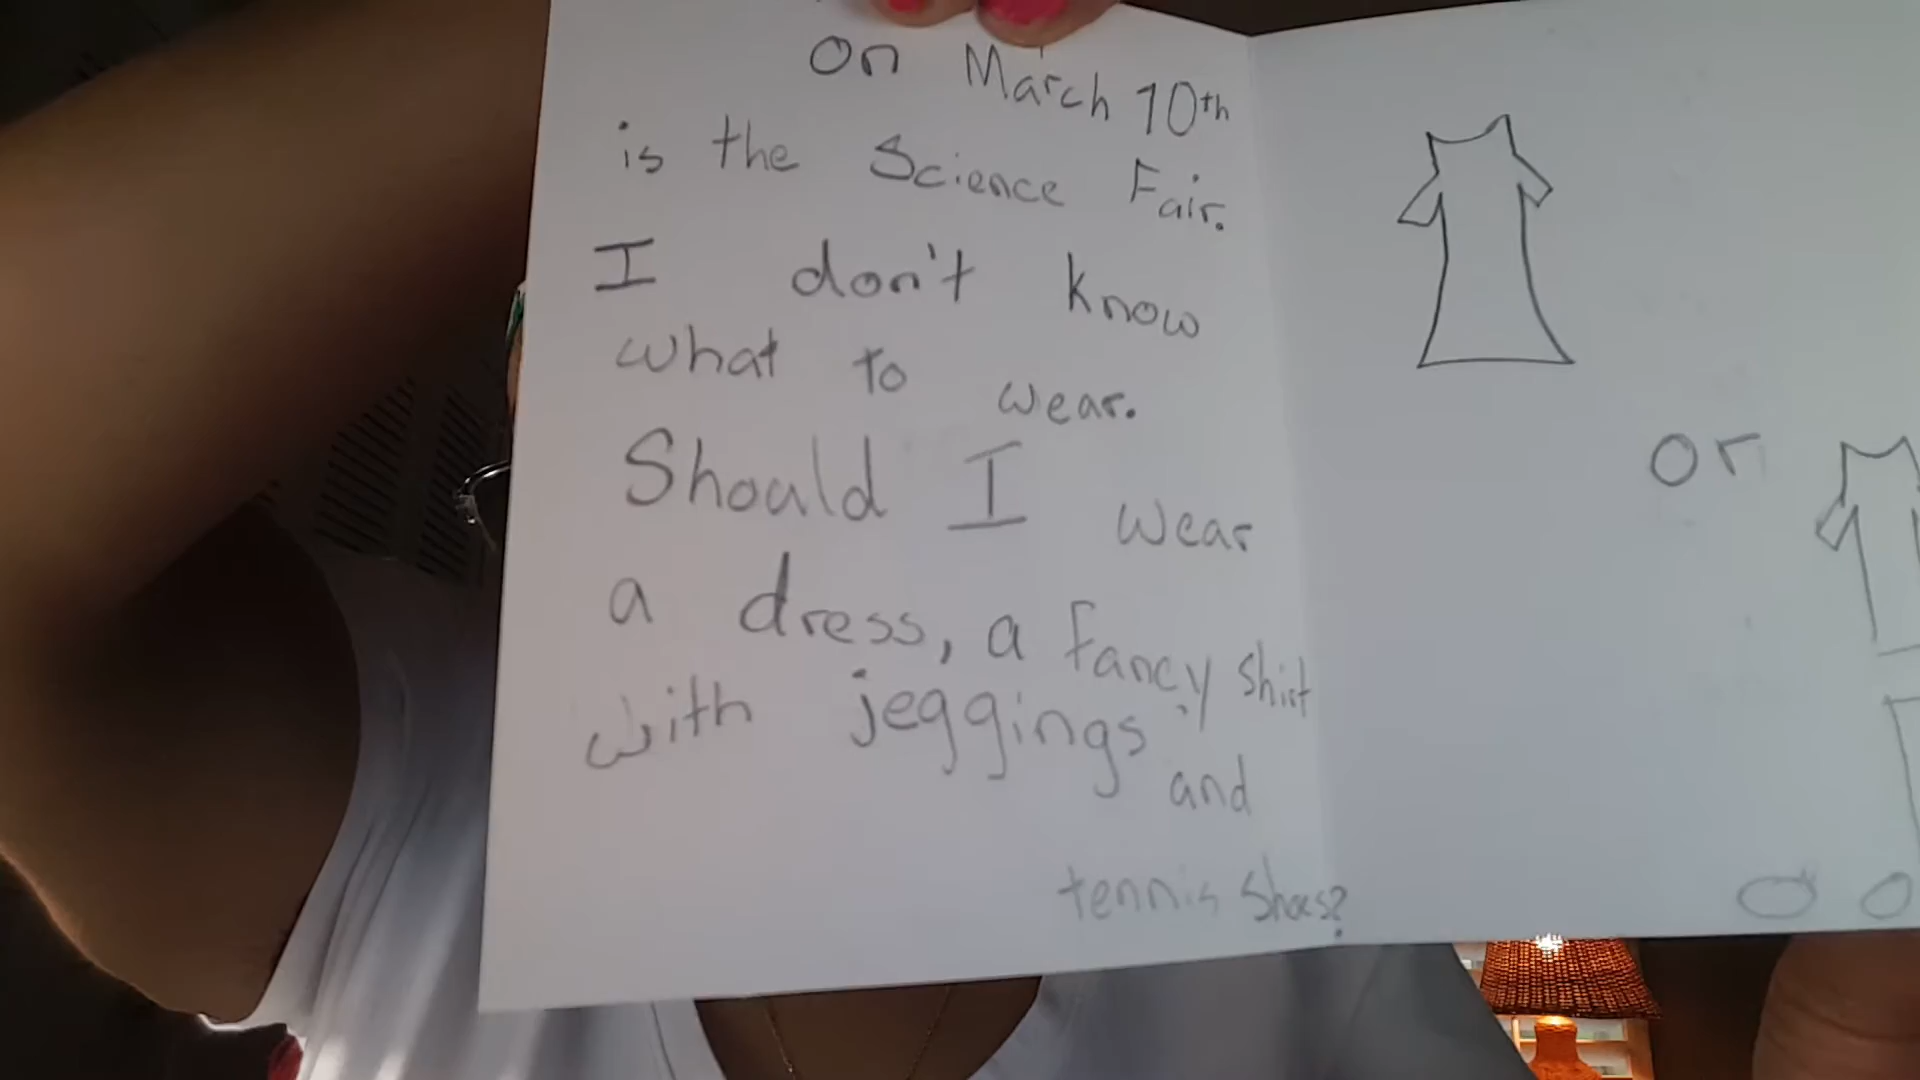 On March 10th
is the Science Fair.
I don't know
what to wear.
Should I wear
a dress, a fancy shirt
with jeggings and
tennis shoes?
or